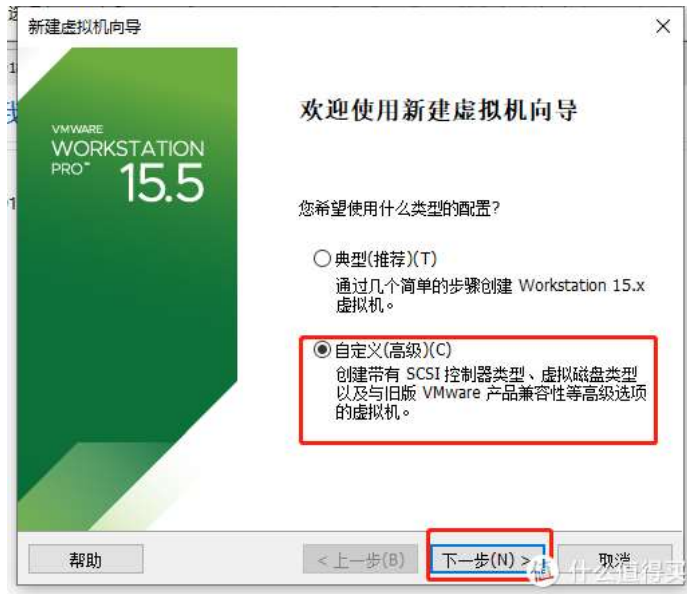 新建虚拟机向导
VMWARE
WORKSTATION
PRO™
15.5
欢迎使用新建虚拟机向导
您希望使用什么类型的配置?
典型(推荐)(T)
通过几个简单的步骤创建 Workstation 15.x
虚拟机。
自定义(高级)(C)
创建带有 SCSI 控制器类型、虚拟磁盘类型
以及与旧版 VMware 产品兼容性等高级选项
的虚拟机。
帮助
< 上一步(B)
下一步(N) >
取消
值 什么值得买